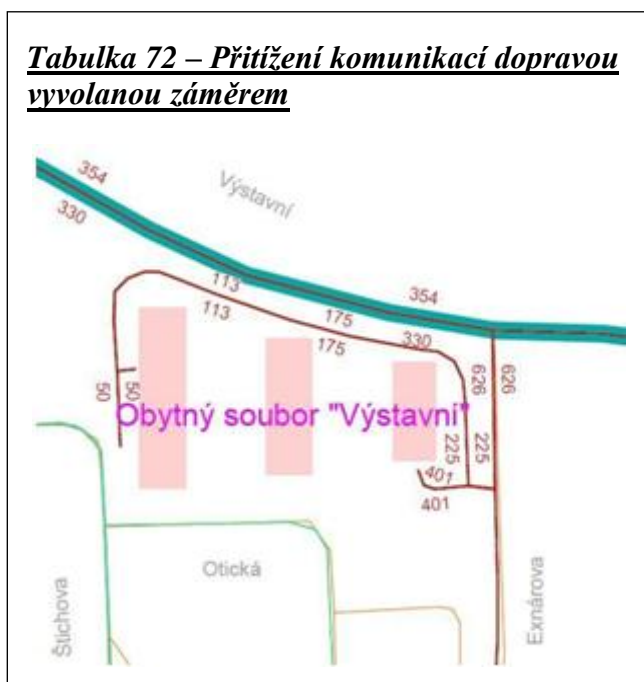 Tabulka 72 – Přitížení komunikací dopravou
vyvolanou záměrem
354
330
Výstavní
113
113
354
175
175
330
50
50
626
626
Obytný soubor "Výstavní"
225
225
401
401
Otická
Štichova
Exnárova